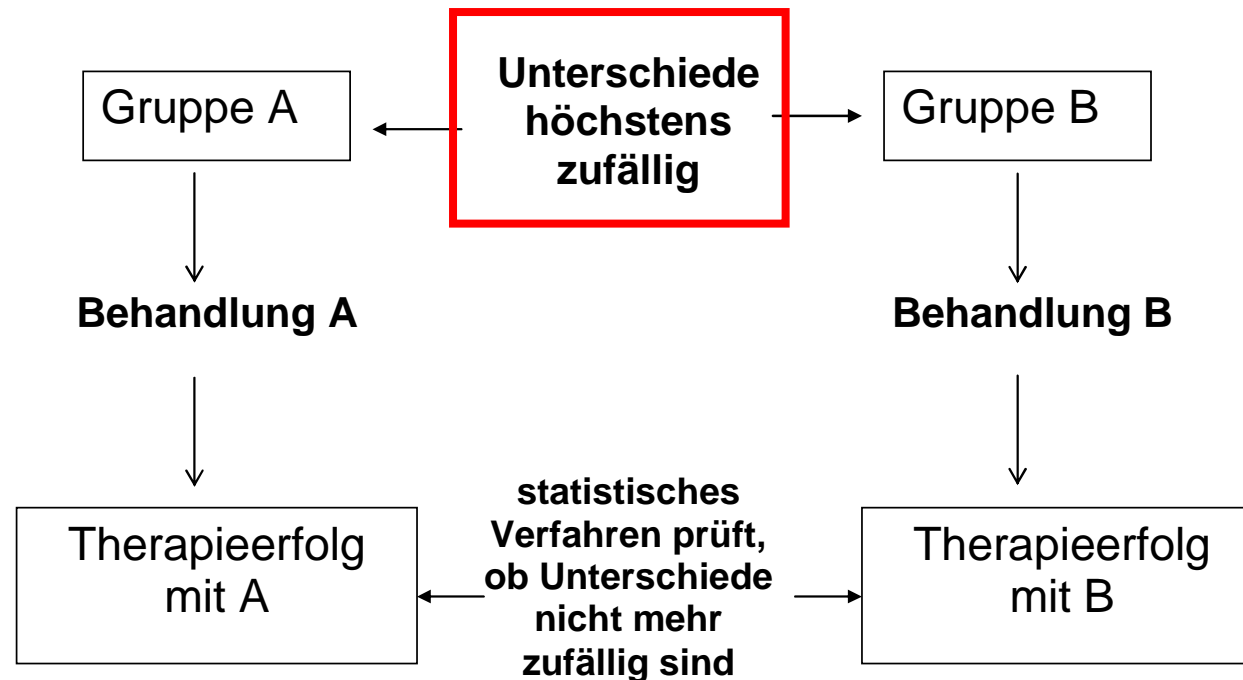 Gruppe A
Unterschiede
höchstens
zufällig
Gruppe B
Behandlung A
Behandlung B
Therapieerfolg
mit A
statistisches
Verfahren prüft,
ob Unterschiede
nicht mehr
zufällig sind
Therapieerfolg
mit B